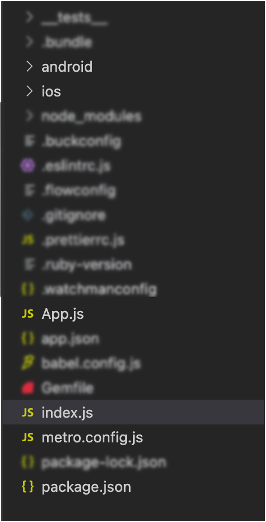 __tests__
.bundle
android
ios
node_modules
.buckconfig
.eslintrc.js
.flowconfig
.gitignore
.prettierrc.js
.ruby-version
.watchmanconfig
JS App.js
app.json
babel.config.js
Gemfile
JS index.js
JS metro.config.js
package-lock.json
package.json